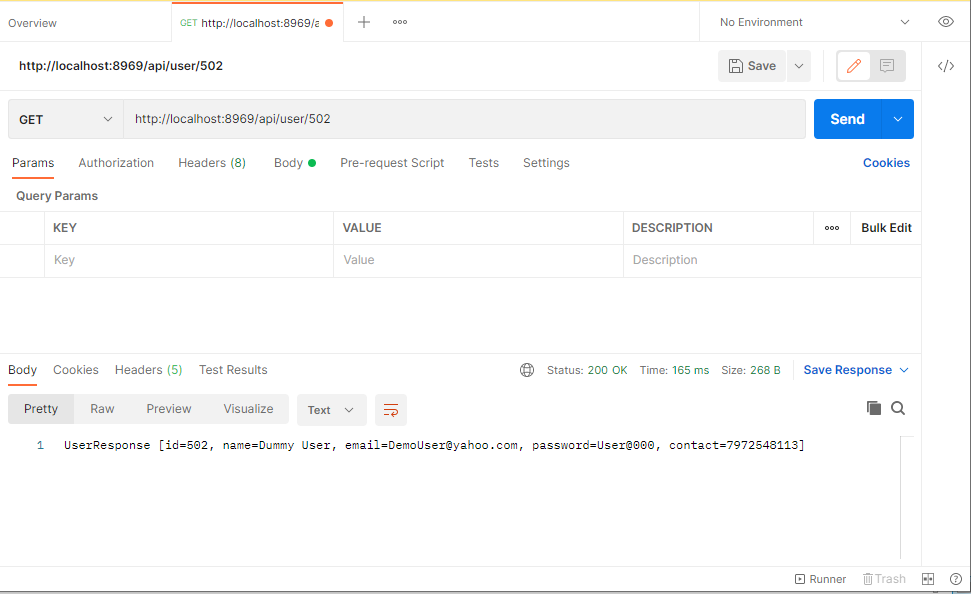 Overview
GET http://localhost:8969/a
No Environment
http://localhost:8969/api/user/502
Save
GET http://localhost:8969/api/user/502 Send
Params Authorization Headers (8) Body Pre-request Script Tests Settings Cookies
Query Params
KEY VALUE DESCRIPTION Bulk Edit
Key Value Description
Body Cookies Headers (5) Test Results Status: 200 OK Time: 165 ms Size: 268 B Save Response
Pretty Raw Preview Visualize Text
1 UserResponse [id=502, name=Dummy User, email=DemoUser@yahoo.com, password=User@000, contact=7972548113]
Runner Trash